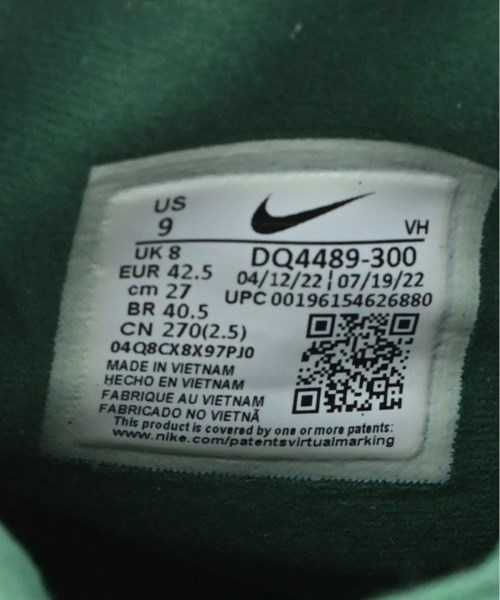 US
9
VH
UK 8
EUR 42.5
cm 27
BR 40.5
CN 270(2.5)
DQ4489-300
04/12/22 ¦ 07/19/22
UPC 00196154626880
04Q8CX8X97PJ0
MADE IN VIETNAM
HECHO EN VIETNAM
FABRIQUE AU VIETNAM
FABRICADO NO VIETNÃ
This product is covered by one or more patents:
www.nike.com/patentsvirtualmarking